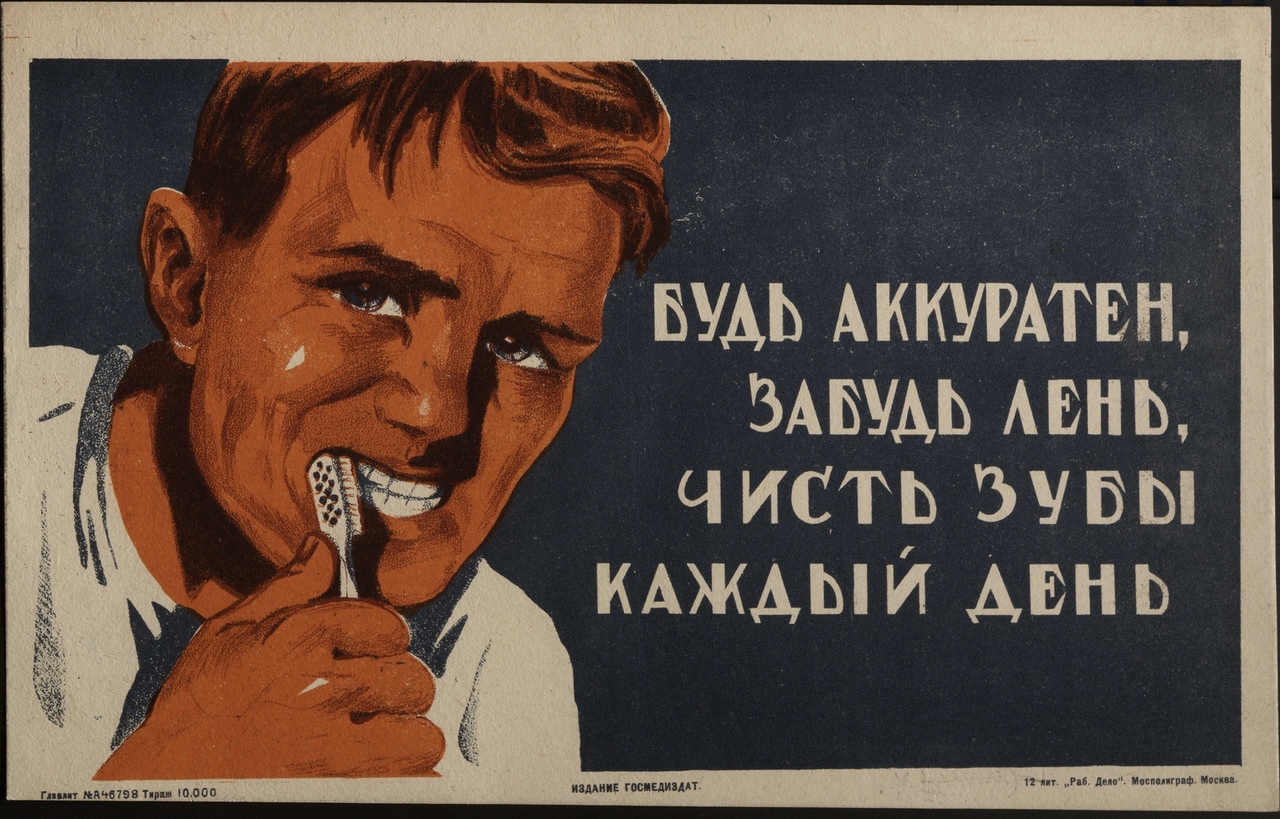 БУДЬ АККУРАТЕН,
ЗАБУДЬ ЛЕНЬ,
ЧИСТЬ ЗУБЫ
КАЖДЫЙ ДЕНЬ
Главлит №А46798 Тираж 10.000
ИЗДАНИЕ ГОСМЕДИЗДАТ.
12 лит. „Раб. Дело“. Мосполиграф. Москва.